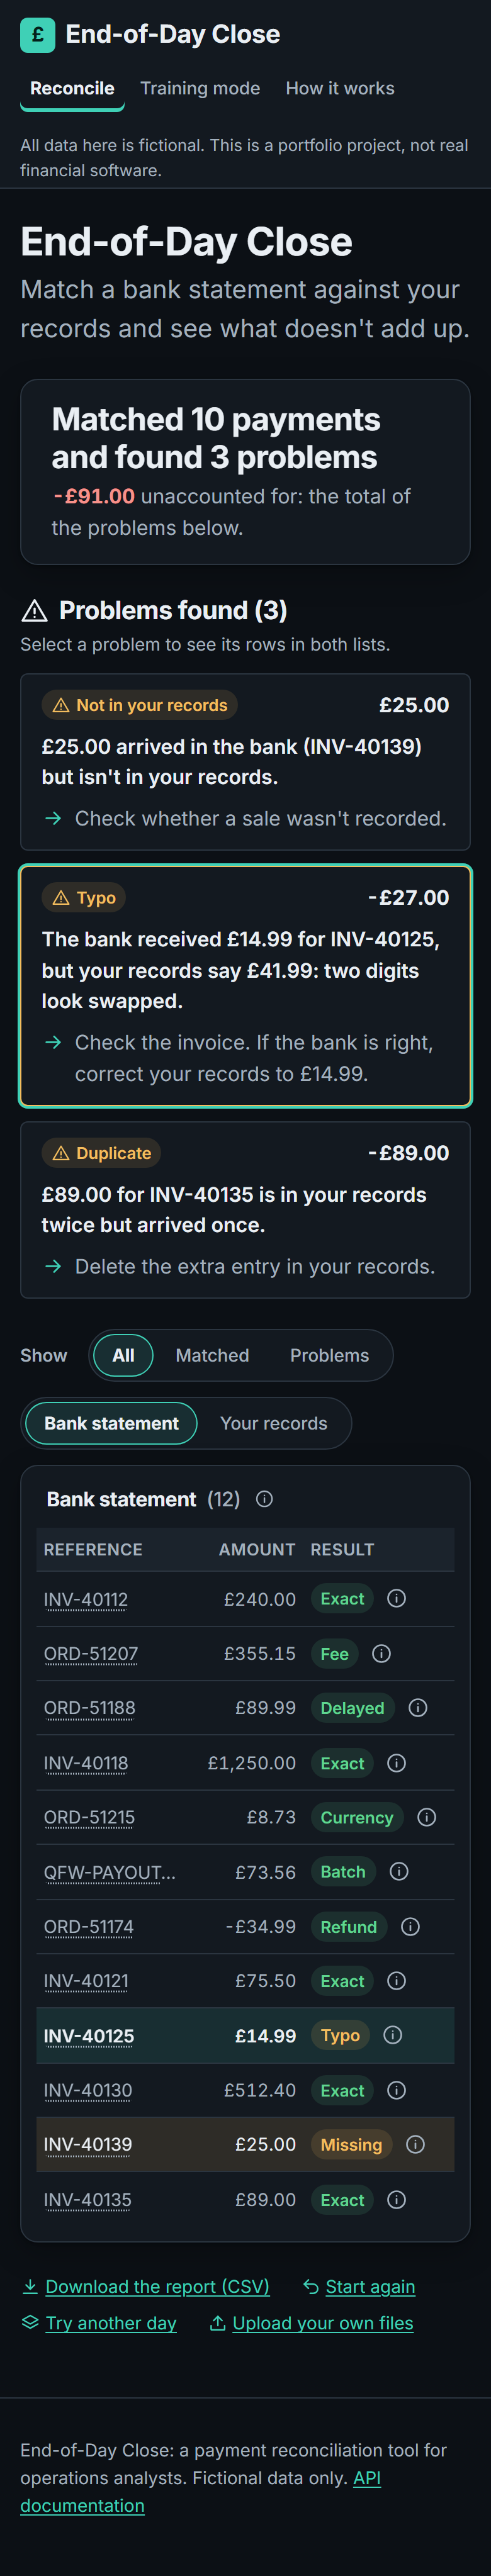 £ End-of-Day Close
Reconcile Training mode How it works
All data here is fictional. This is a portfolio project, not real
financial software.
End-of-Day Close
Match a bank statement against your
records and see what doesn't add up.
Matched 10 payments
and found 3 problems
-£91.00 unaccounted for: the total of
the problems below.
Problems found (3)
Select a problem to see its rows in both lists.
Not in your records £25.00
£25.00 arrived in the bank (INV-40139)
but isn't in your records.
→ Check whether a sale wasn't recorded.
Typo -£27.00
The bank received £14.99 for INV-40125,
but your records say £41.99: two digits
look swapped.
→ Check the invoice. If the bank is right,
correct your records to £14.99.
Duplicate -£89.00
£89.00 for INV-40135 is in your records
twice but arrived once.
→ Delete the extra entry in your records.
Show All Matched Problems
Bank statement Your records
Bank statement (12)
REFERENCE AMOUNT RESULT
INV-40112 £240.00 Exact
ORD-51207 £355.15 Fee
ORD-51188 £89.99 Delayed
INV-40118 £1,250.00 Exact
ORD-51215 £8.73 Currency
QFW-PAYOUT... £73.56 Batch
ORD-51174 -£34.99 Refund
INV-40121 £75.50 Exact
INV-40125 £14.99 Typo
INV-40130 £512.40 Exact
INV-40139 £25.00 Missing
INV-40135 £89.00 Exact
Download the report (CSV) Start again
Try another day Upload your own files
End-of-Day Close: a payment reconciliation tool for
operations analysts. Fictional data only. API
documentation